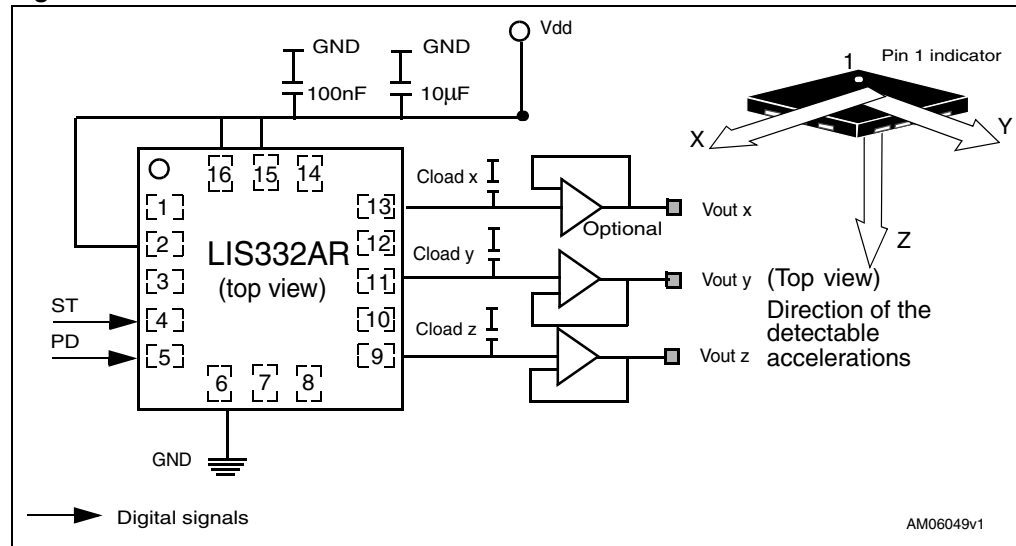 Vdd
GND
GND
100nF
10µF
1
Pin 1 indicator
X
Y
Z
16
15
14
1
2
3
4
5
LIS332AR
(top view)
13
12
11
10
9
6
7
8
ST
PD
Cload x
Cload y
Cload z
Optional
Vout x
Vout y
Vout z
(Top view)
Direction of the
detectable
accelerations
GND
Digital signals
AM06049v1